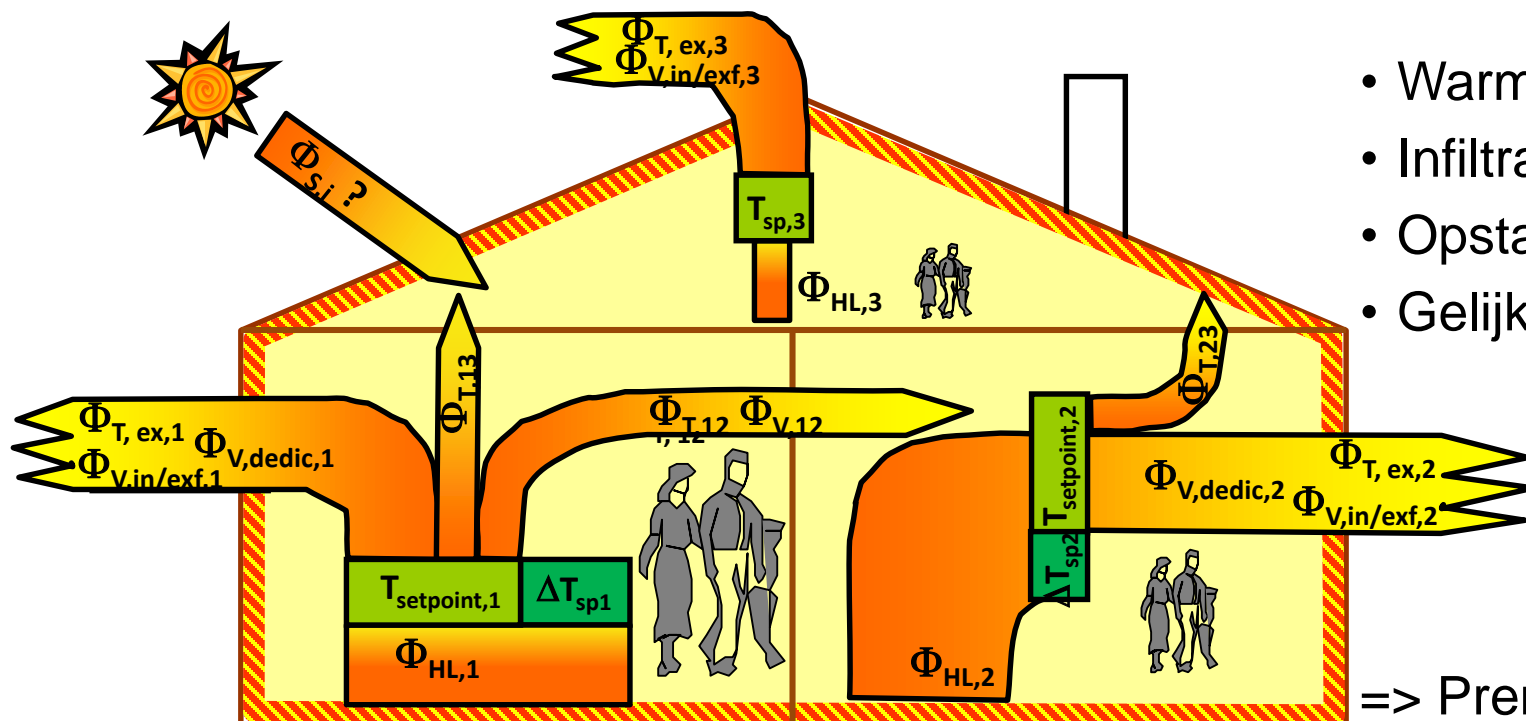 ΦT, ex,3
ΦV,in/exf,3
ΦS,i ?
Tsp,3
ΦHL,3
ΦT,13
ΦT,23
ΦT, ex,1
ΦV,dedic,1
ΦV,in/exf,1
ΦT,12 ΦV,12
T, 12
Tsetpoint,2
ΔTsp2
ΦT, ex,2
ΦV,dedic,2
ΦV,in/exf,2
Tsetpoint,1
ΔTsp1
ΦHL,1
ΦHL,2
• Warm
• Infiltra
• Opsta
• Gelijk
=> Pre